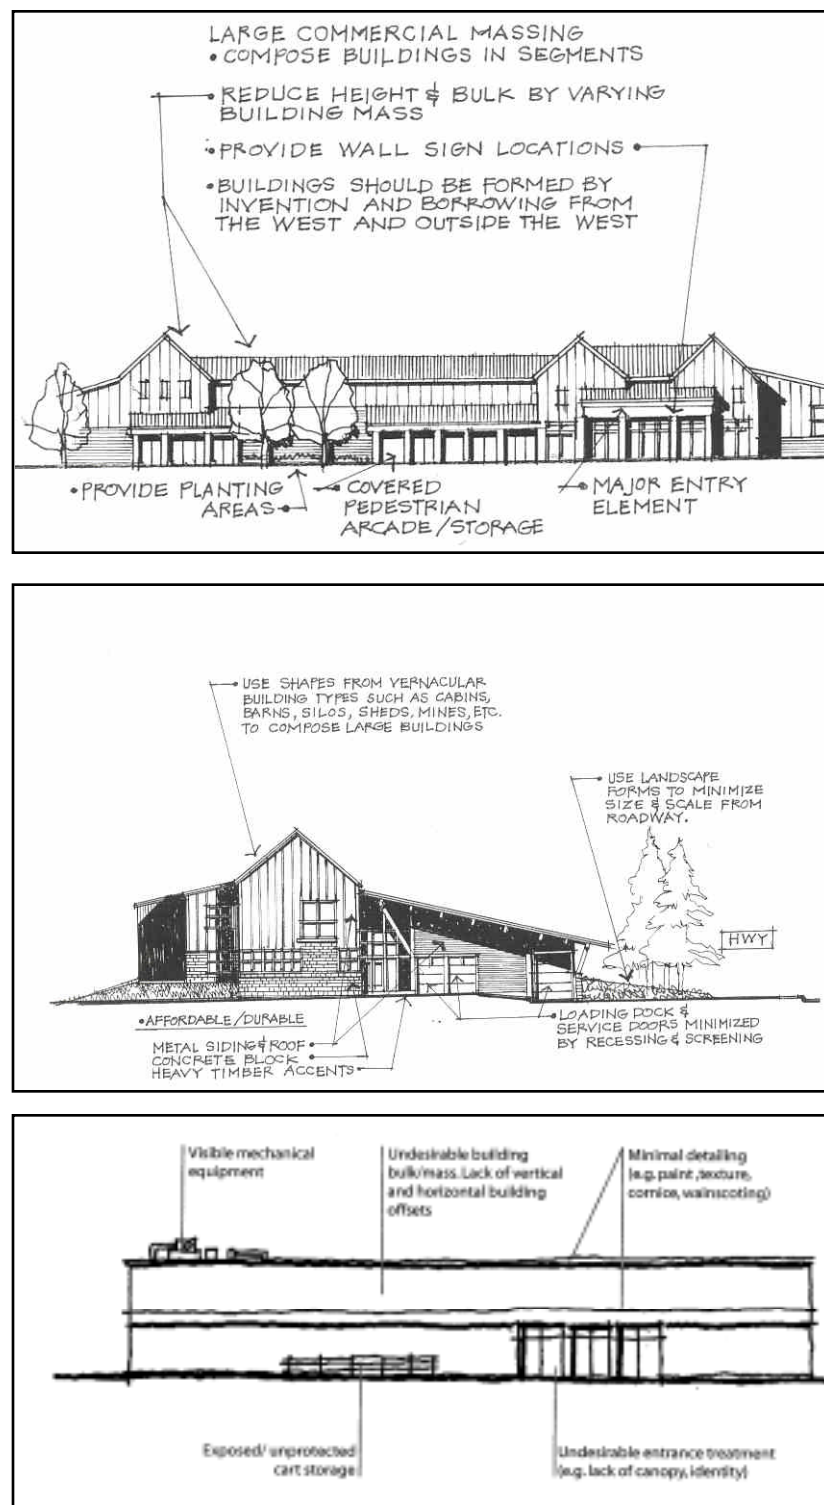 LARGE COMMERCIAL MASSING
• COMPOSE BUILDINGS IN SEGMENTS
• REDUCE HEIGHT & BULK BY VARYING
BUILDING MASS
• PROVIDE WALL SIGN LOCATIONS
• BUILDINGS SHOULD BE FORMED BY
INVENTION AND BORROWING FROM
THE WEST AND OUTSIDE THE WEST
• PROVIDE PLANTING
AREAS
COVERED
PEDESTRIAN
ARCADE/STORAGE
MAJOR ENTRY
ELEMENT
USE SHAPES FROM VERNACULAR
BUILDING TYPES SUCH AS CABINS,
BARNS, SILOS, SHEDS, MINES, ETC.
TO COMPOSE LARGE BUILDINGS
USE LANDSCAPE
FORMS TO MINIMIZE
SIZE & SCALE FROM
ROADWAY.
HWY
• AFFORDABLE/DURABLE
METAL SIDING & ROOF
CONCRETE BLOCK
HEAVY TIMBER ACCENTS
LOADING DOCK &
SERVICE DOORS MINIMIZED
BY RECESSING & SCREENING
Visible mechanical
equipment
Undesirable building
bulk/mass. Lack of vertical
and horizontal building
offsets
Minimal detailing
(e.g. paint, texture,
cornice, wainscoting)
Exposed/ unprotected
cart storage
Undesirable entrance treatment
(e.g. lack of canopy, identity)